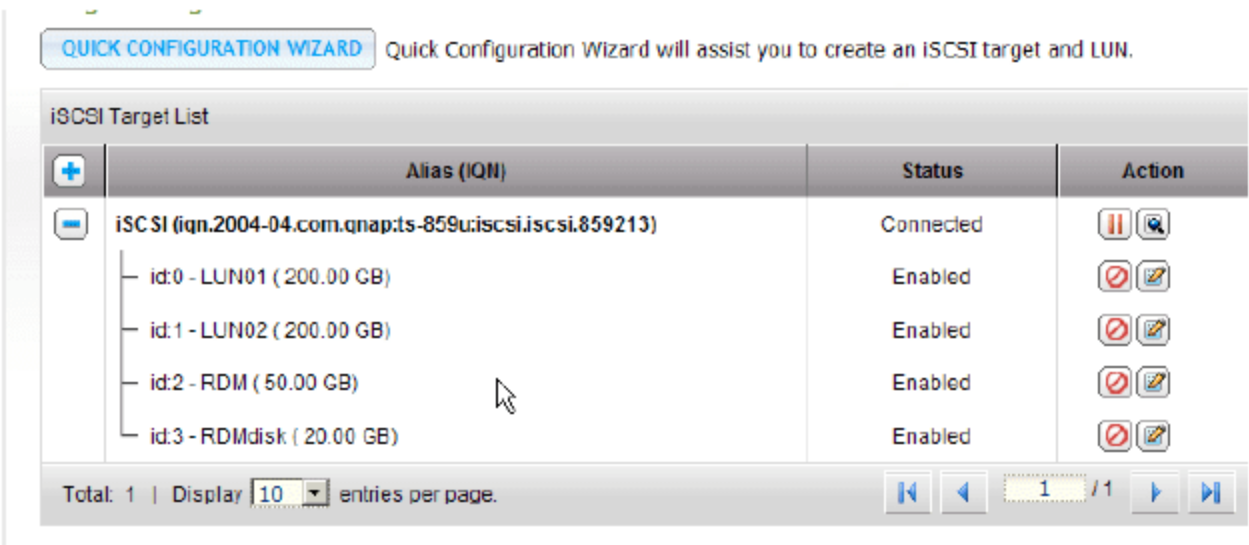 QUICK CONFIGURATION WIZARD Quick Configuration Wizard will assist you to create an iSCSI target and LUN.
iSCSI Target List
Alias (IQN) Status Action
iSCSI (iqn.2004-04.com.qnap:ts-859u:iscsi.iscsi.859213) Connected
id:0 - LUN01 ( 200.00 GB) Enabled
id:1 - LUN02 ( 200.00 GB) Enabled
id:2 - RDM ( 50.00 GB) Enabled
id:3 - RDMdisk ( 20.00 GB) Enabled
Total: 1 | Display 10 entries per page. 1 / 1